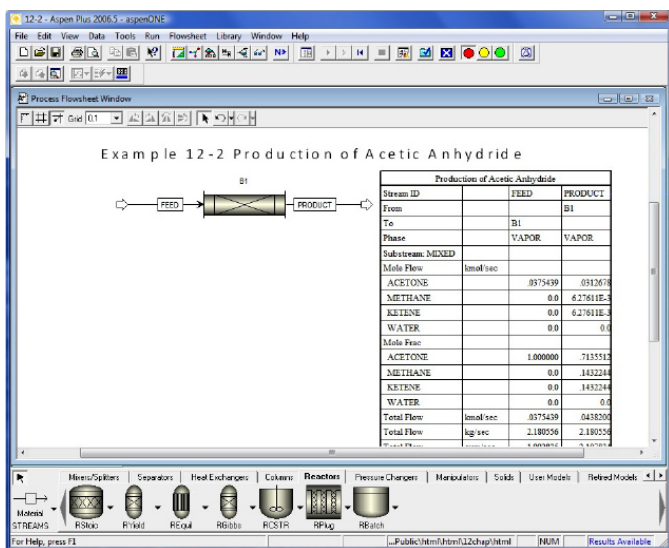 12-2 - Aspen Plus 2006.5 - aspenONE
File Edit View Data Tools Run Flowsheet Library Window Help
N>
Process Flowsheet Window
Grid 0.1
Example 12-2 Production of Acetic Anhydride
B1
FEED
PRODUCT
Production of Acetic Anhydride
Stream ID FEED PRODUCT
From B1
To B1
Phase VAPOR VAPOR
Substream: MIXED
Mole Flow kmol/sec
ACETONE .0375439 .0312678
METHANE 0.0 6.27611E-3
KETENE 0.0 6.27611E-3
WATER 0.0 0.0
Mole Frac
ACETONE 1.000000 .7135512
METHANE 0.0 .1432244
KETENE 0.0 .1432244
WATER 0.0 0.0
Total Flow kmol/sec .0375439 .0438200
Total Flow kg/sec 2.180556 2.180556
Mixers/Splitters Separators Heat Exchangers Columns Reactors Pressure Changers Manipulators Solids User Models Retired Models
Material
STREAMS RStoic RYield REquil RGibbs RCSTR RPlug RBatch
For Help, press F1 ...Public\html\html\12chap\html NUM Results Available